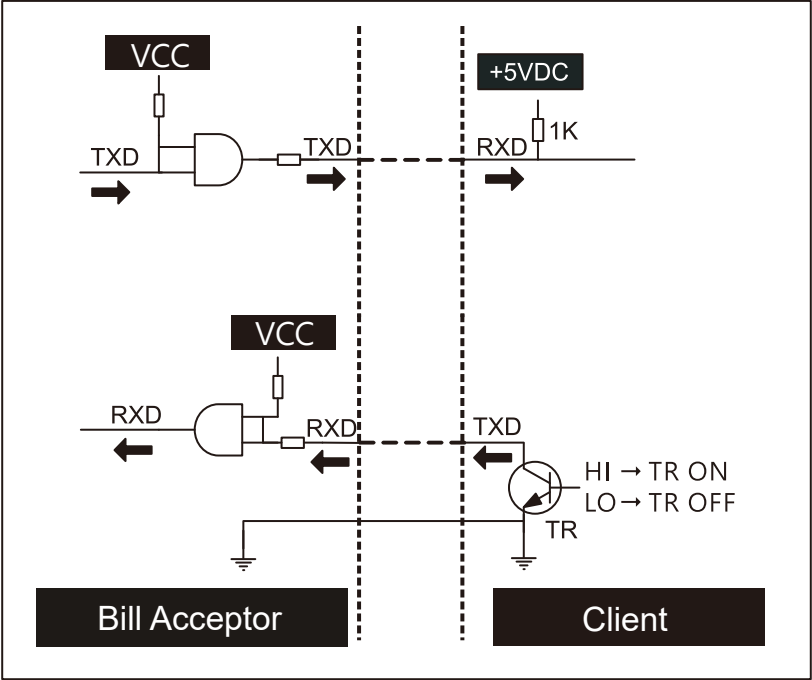 VCC
+5VDC
1K
TXD
TXD
RXD
VCC
RXD
RXD
TXD
HI → TR ON
LO → TR OFF
TR
Bill Acceptor
Client